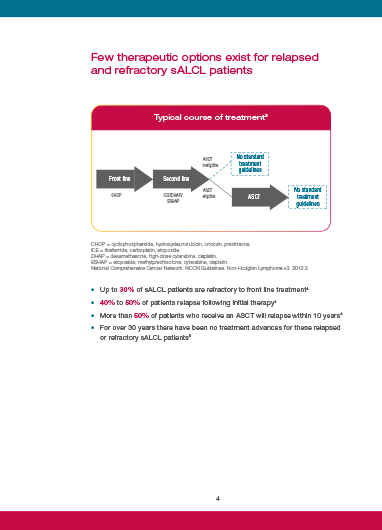 Few therapeutic options exist for relapsed
and refractory sALCL patients
Typical course of treatment³
Front line
CHOP
Second line
ICE/DHAP/
ESHAP
ASCT
ineligible
No standard
treatment
guidelines
ASCT
eligible
ASCT
No standard
treatment
guidelines
CHOP = cyclophosphamide, hydroxydaunorubicin, oncovin, prednisone.
ICE = ifosfamide, carboplatin, etoposide.
DHAP = dexamethasone, high-dose cytarabine, cisplatin.
ESHAP = etoposide, methylprednisolone, cytarabine, cisplatin.
National Comprehensive Cancer Network NCCN Guidelines. Non-Hodgkin Lymphoma v3. 2012.3
• Up to 30% of sALCL patients are refractory to front line treatment⁴
• 40% to 50% of patients relapse following initial therapy⁴
• More than 50% of patients who receive an ASCT will relapse within 10 years⁴
• For over 30 years there have been no treatment advances for these relapsed
or refractory sALCL patients⁵
4